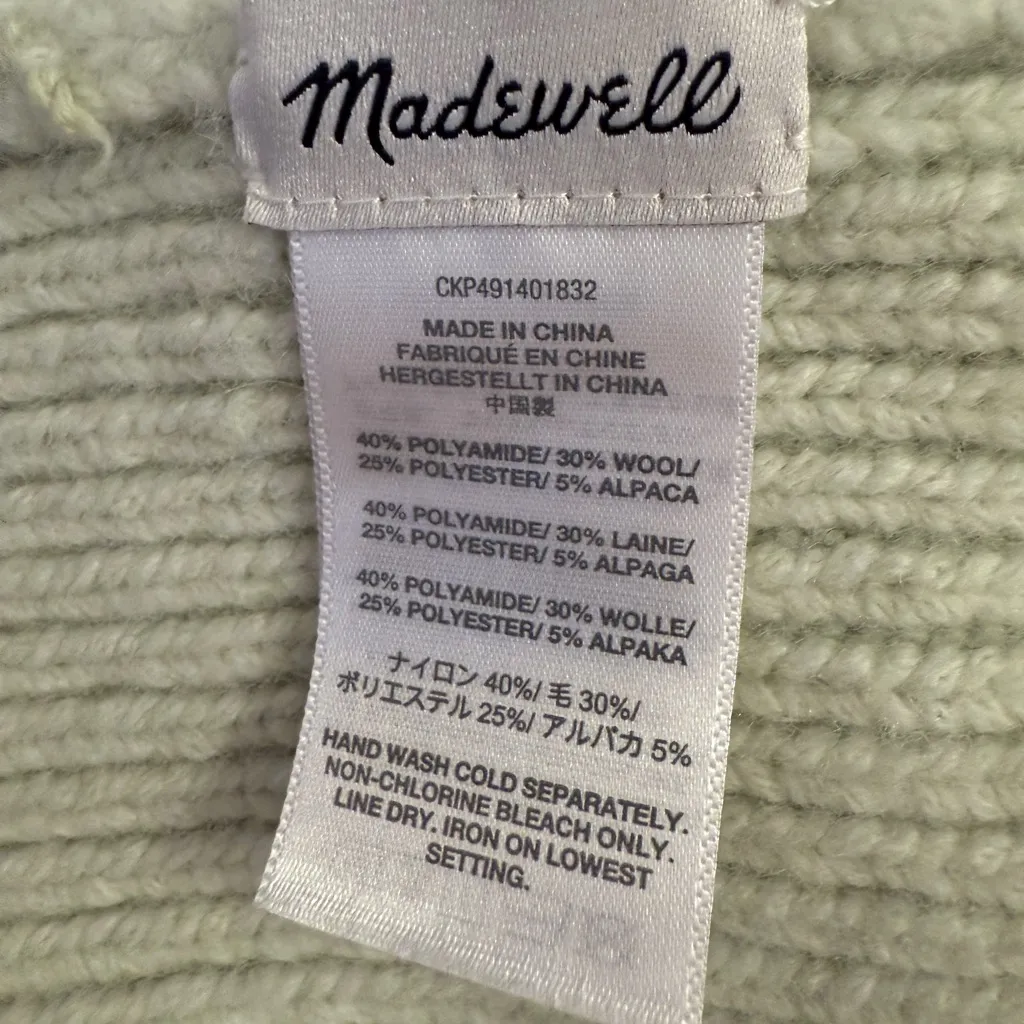 Madewell
CKP491401832
MADE IN CHINA
FABRIQUÉ EN CHINE
HERGESTELLT IN CHINA
中国製
40% POLYAMIDE/ 30% WOOL/
25% POLYESTER/ 5% ALPACA
40% POLYAMIDE/ 30% LAINE/
25% POLYESTER/ 5% ALPAGA
40% POLYAMIDE/ 30% WOLLE/
25% POLYESTER/ 5% ALPAKA
ナイロン 40%/ 毛 30%/
ポリエステル 25%/ アルパカ 5%
HAND WASH COLD SEPARATELY.
NON-CHLORINE BLEACH ONLY.
LINE DRY. IRON ON LOWEST
SETTING.